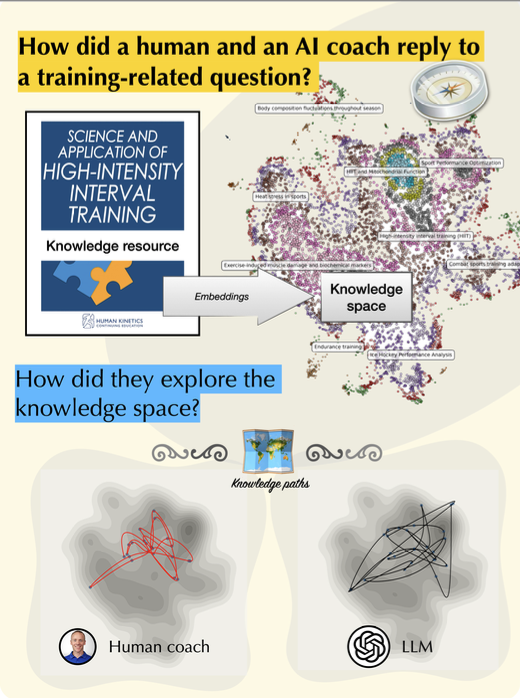 How did a human and an AI coach reply to
a training-related question?
Body composition fluctuations throughout season
SCIENCE AND
APPLICATION OF
HIGH-INTENSITY
INTERVAL
TRAINING
Knowledge resource
HUMAN KINETICS
CONTINUING EDUCATION
Sport Performance Optimization
HIIT and Mitochondrial Function
Heat stress in sports
High-intensity interval training (HIIT)
Exercise-induced muscle damage and biochemical markers
Combat sports training
Embeddings
Knowledge
space
Endurance training
Ice Hockey Performance Analysis
How did they explore the
knowledge space?
Knowledge paths
Human coach
LLM